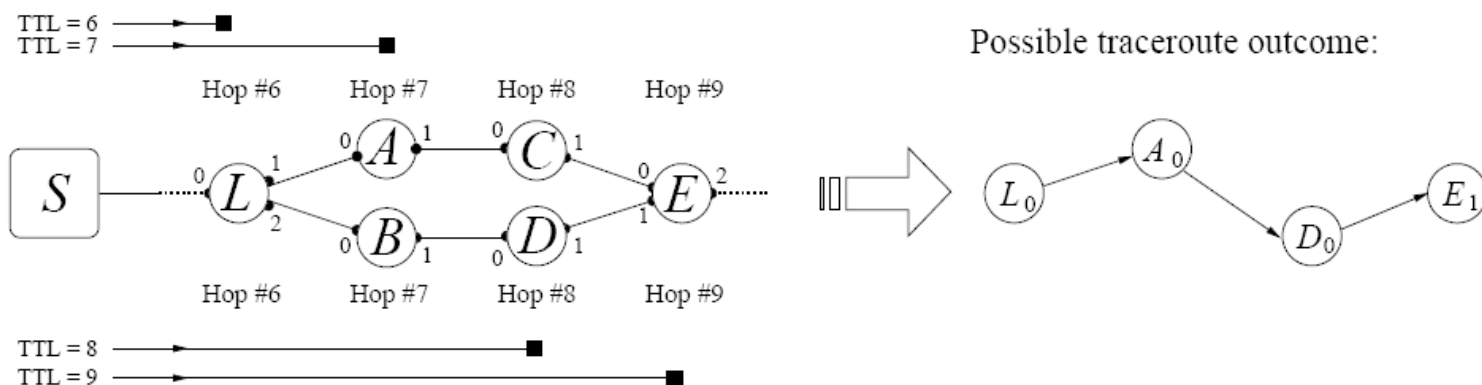 TTL = 6
TTL = 7
Possible traceroute outcome:
Hop #6 Hop #7 Hop #8 Hop #9
0 A 1 0 C 1
S 0 L 1 2 0 E 2 1
0 B 1 0 D 1
L0 A0 D0 E1
Hop #6 Hop #7 Hop #8 Hop #9
TTL = 8
TTL = 9